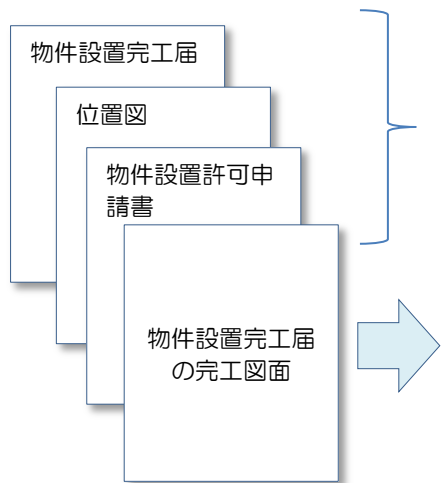 物件設置完工届
位置図
物件設置許可申
請書
物件設置完工届
の完工図面